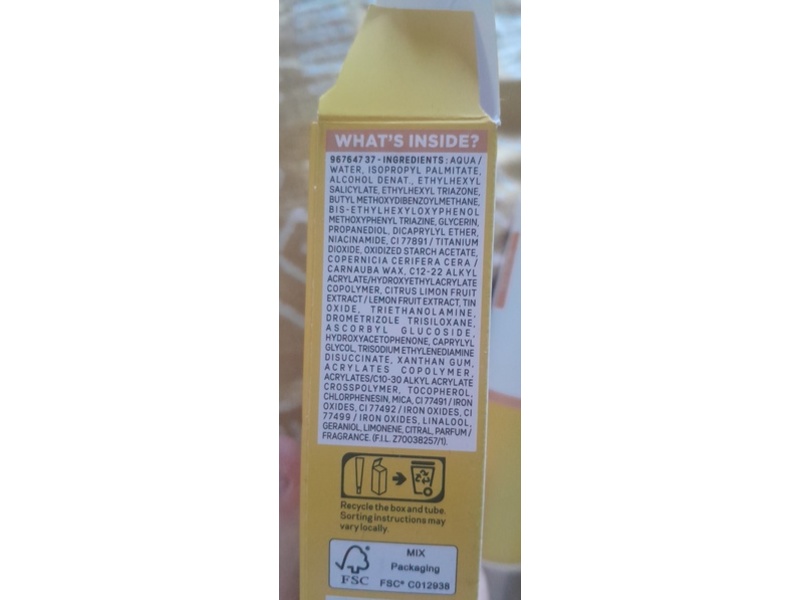 WHAT'S INSIDE?
96764737 - INGREDIENTS : AQUA /
WATER, ISOPROPYL PALMITATE,
ALCOHOL DENAT., ETHYLHEXYL
SALICYLATE, ETHYLHEXYL TRIAZONE,
BUTYL METHOXYDIBENZOYLMETHANE,
BIS-ETHYLHEXYLOXYPHENOL
METHOXYPHENYL TRIAZINE, GLYCERIN,
PROPANEDIOL, DICAPRYLYL ETHER,
NIACINAMIDE, CI 77891 / TITANIUM
DIOXIDE, OXIDIZED STARCH ACETATE,
COPERNICIA CERIFERA CERA /
CARNAUBA WAX, C12-22 ALKYL
ACRYLATE/HYDROXYETHYLACRYLATE
COPOLYMER, CITRUS LIMON FRUIT
EXTRACT / LEMON FRUIT EXTRACT, TIN
OXIDE, TRIETHANOLAMINE,
DROMETRIZOLE TRISILOXANE,
ASCORBYL GLUCOSIDE,
HYDROXYACETOPHENONE, CAPRYLYL
GLYCOL, TRISODIUM ETHYLENEDIAMINE
DISUCCINATE, XANTHAN GUM,
ACRYLATES COPOLYMER,
ACRYLATES/C10-30 ALKYL ACRYLATE
CROSSPOLYMER, TOCOPHEROL,
CHLORPHENESIN, MICA, CI 77491 / IRON
OXIDES, CI 77492 / IRON OXIDES, CI
77499 / IRON OXIDES, LINALOOL,
GERANIOL, LIMONENE, CITRAL, PARFUM /
FRAGRANCE. (F.I.L. Z70038257/1).
Recycle the box and tube.
Sorting instructions may
vary locally.
MIX
Packaging
FSC
FSC® C012938